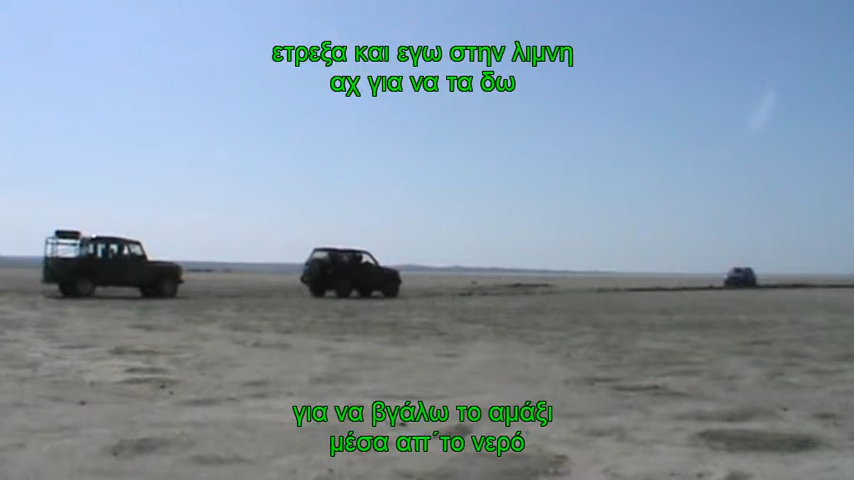 ετρεξα και εγω στην λιμνη
αχ για να τα δω
για να βγάλω το αμάξι
μέσα απ΄το νερό